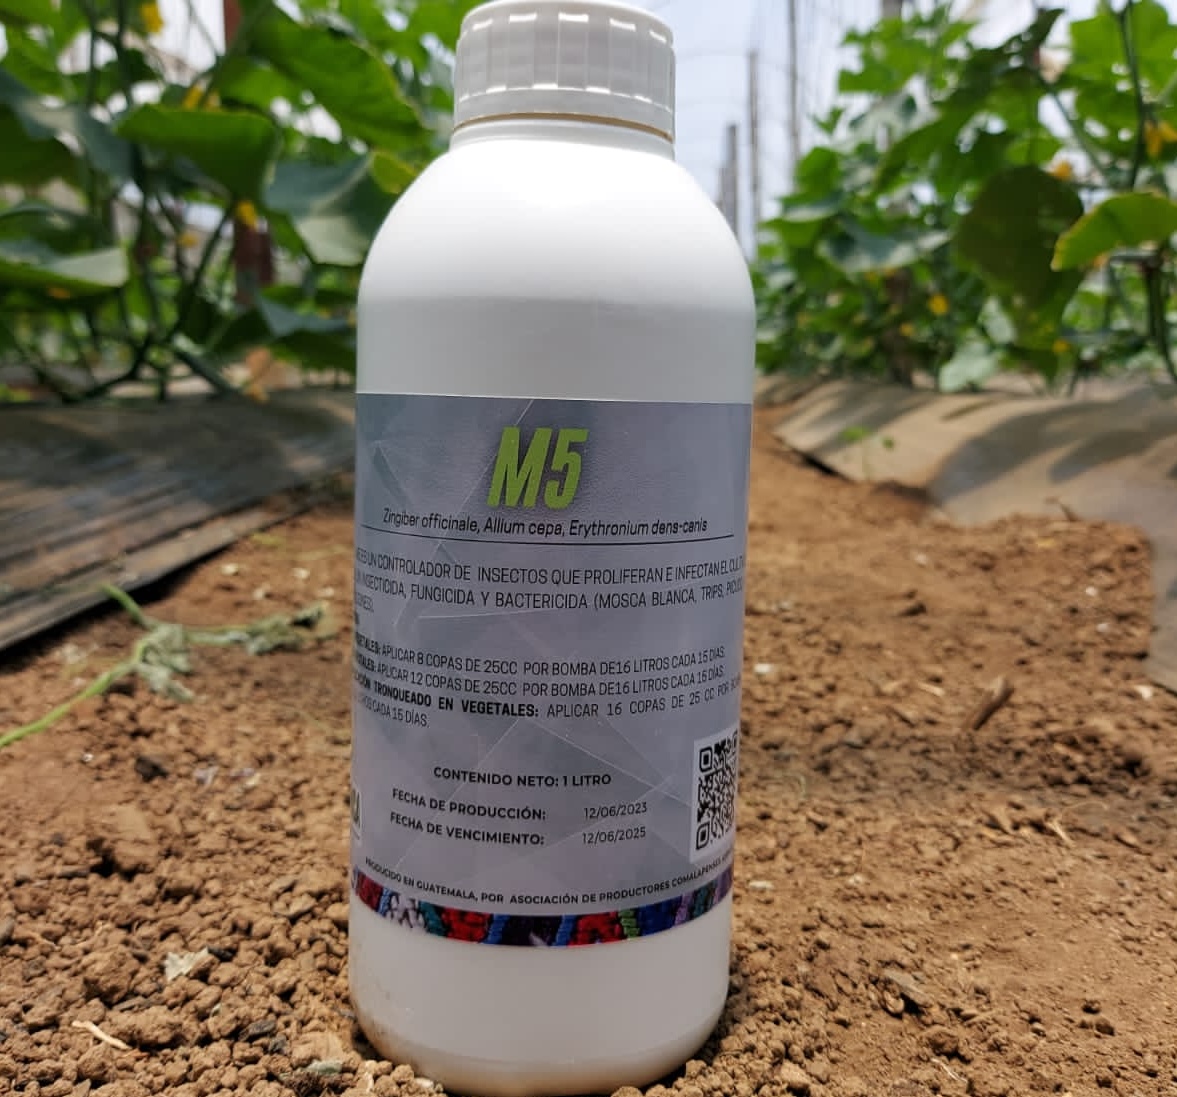 M5
Zingiber officinale, Allium cepa, Erythronium dens-canis
UN CONTROLADOR DE INSECTOS QUE PROLIFERAN E INFECTAN EL
INSECTICIDA, FUNGICIDA Y BACTERICIDA (MOSCA BLANCA, TRIPS,
APLICAR 8 COPAS DE 25CC POR BOMBA DE16 LITROS CADA 15 DÍAS.
APLICAR 12 COPAS DE 25CC POR BOMBA DE16 LITROS CADA 15 DÍAS.
TRONQUEADO EN VEGETALES: APLICAR 16 COPAS DE 25 CC POR
CADA 15 DÍAS.
CONTENIDO NETO: 1 LITRO
FECHA DE PRODUCCIÓN: 12/06/2023
FECHA DE VENCIMIENTO: 12/06/2025
PRODUCIDO EN GUATEMALA, POR ASOCIACIÓN DE PRODUCTORES COMALAPENSES